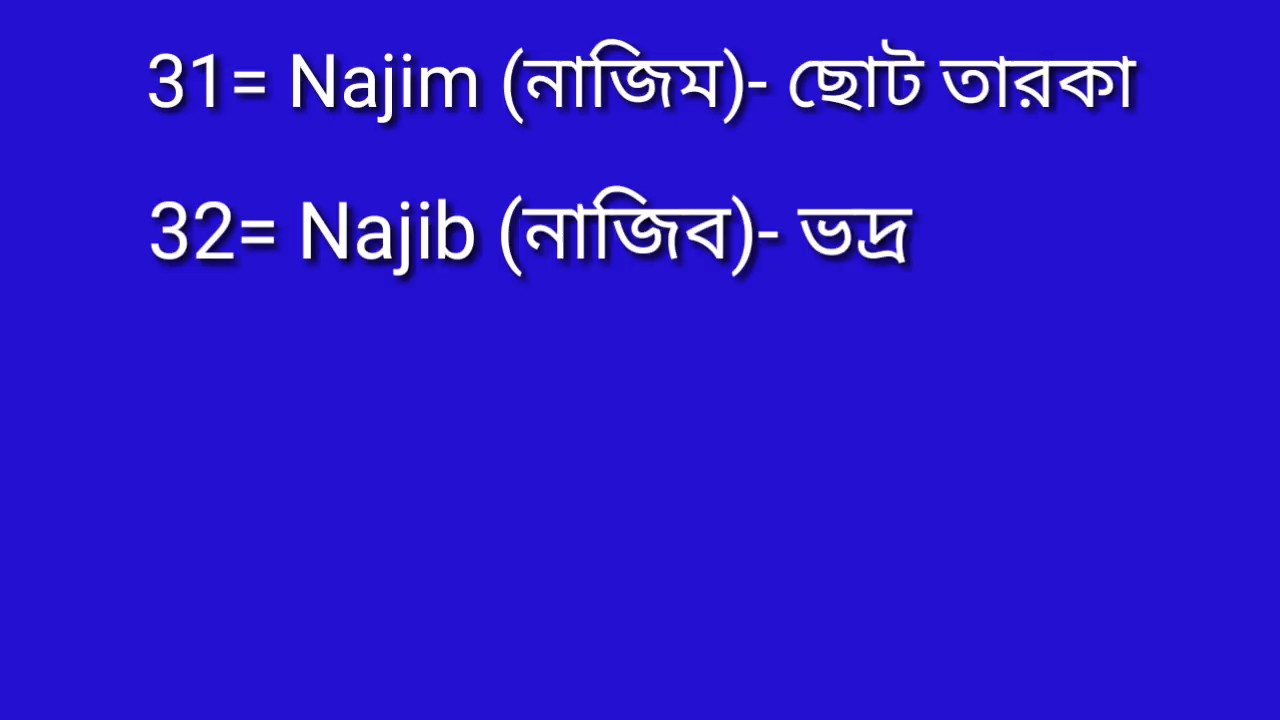 31= Najim (নাজিম)- ছোট তারকা
32= Najib (নাজিব)- ভদ্র